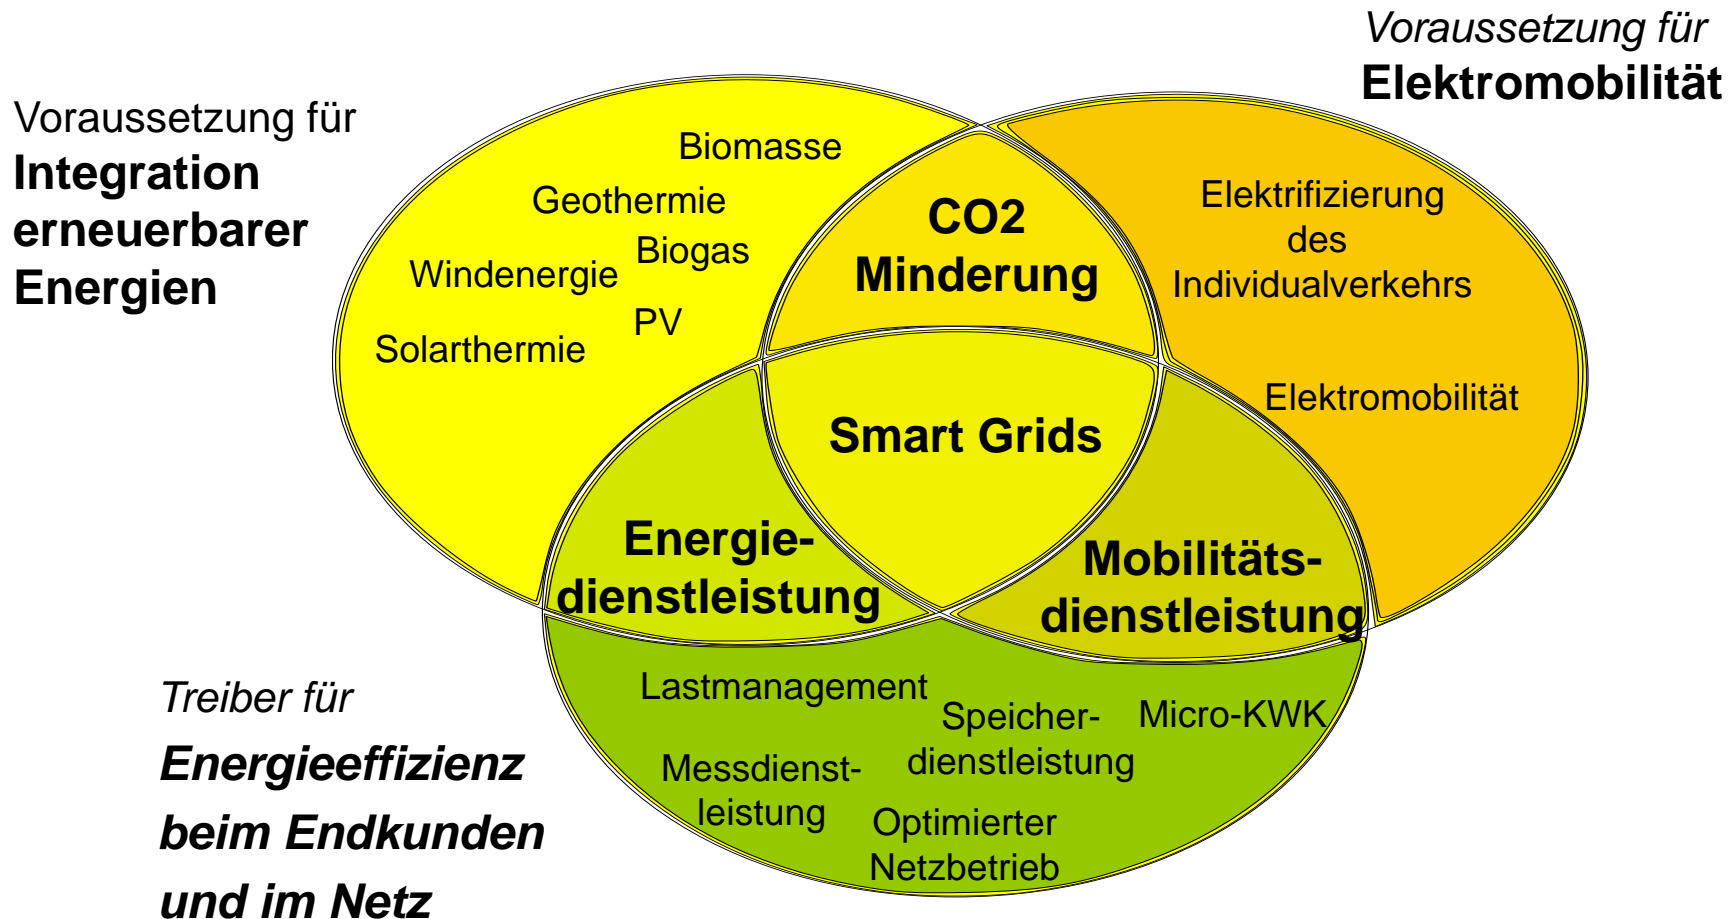 Voraussetzung für
Elektromobilität
Voraussetzung für
Integration
erneuerbarer
Energien
Biomasse
Geothermie
Biogas
Windenergie
PV
Solarthermie
CO2
Minderung
Elektrifizierung
des
Individualverkehrs
Elektromobilität
Smart Grids
Energie-
dienstleistung
Mobilitäts-
dienstleistung
Treiber für
Energieeffizienz
beim Endkunden
und im Netz
Lastmanagement
Speicher-
dienstleistung
Micro-KWK
Messdienst-
leistung
Optimierter
Netzbetrieb